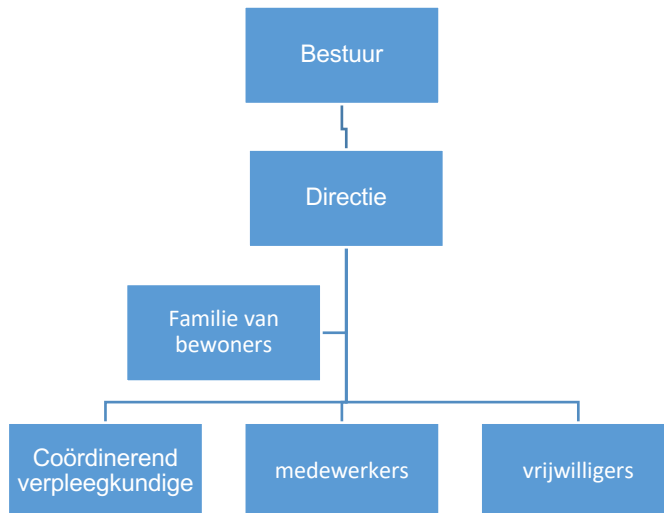 Bestuur
Directie
Familie van
bewoners
Coördinerend
verpleegkundige
medewerkers
vrijwilligers